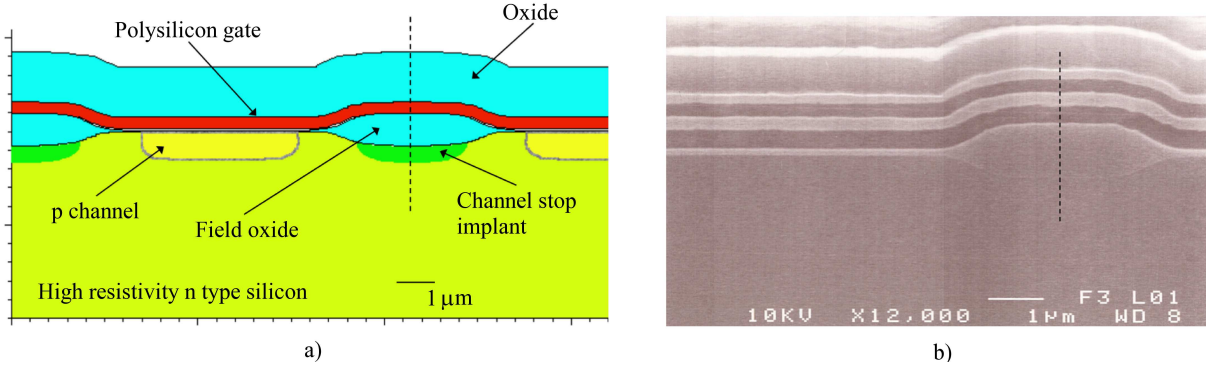 Oxide
Polysilicon gate
p channel
Field oxide
Channel stop
implant
1 μm
High resistivity n type silicon
a)
F3 L01
10KV X12,000 1μm WD 8
b)